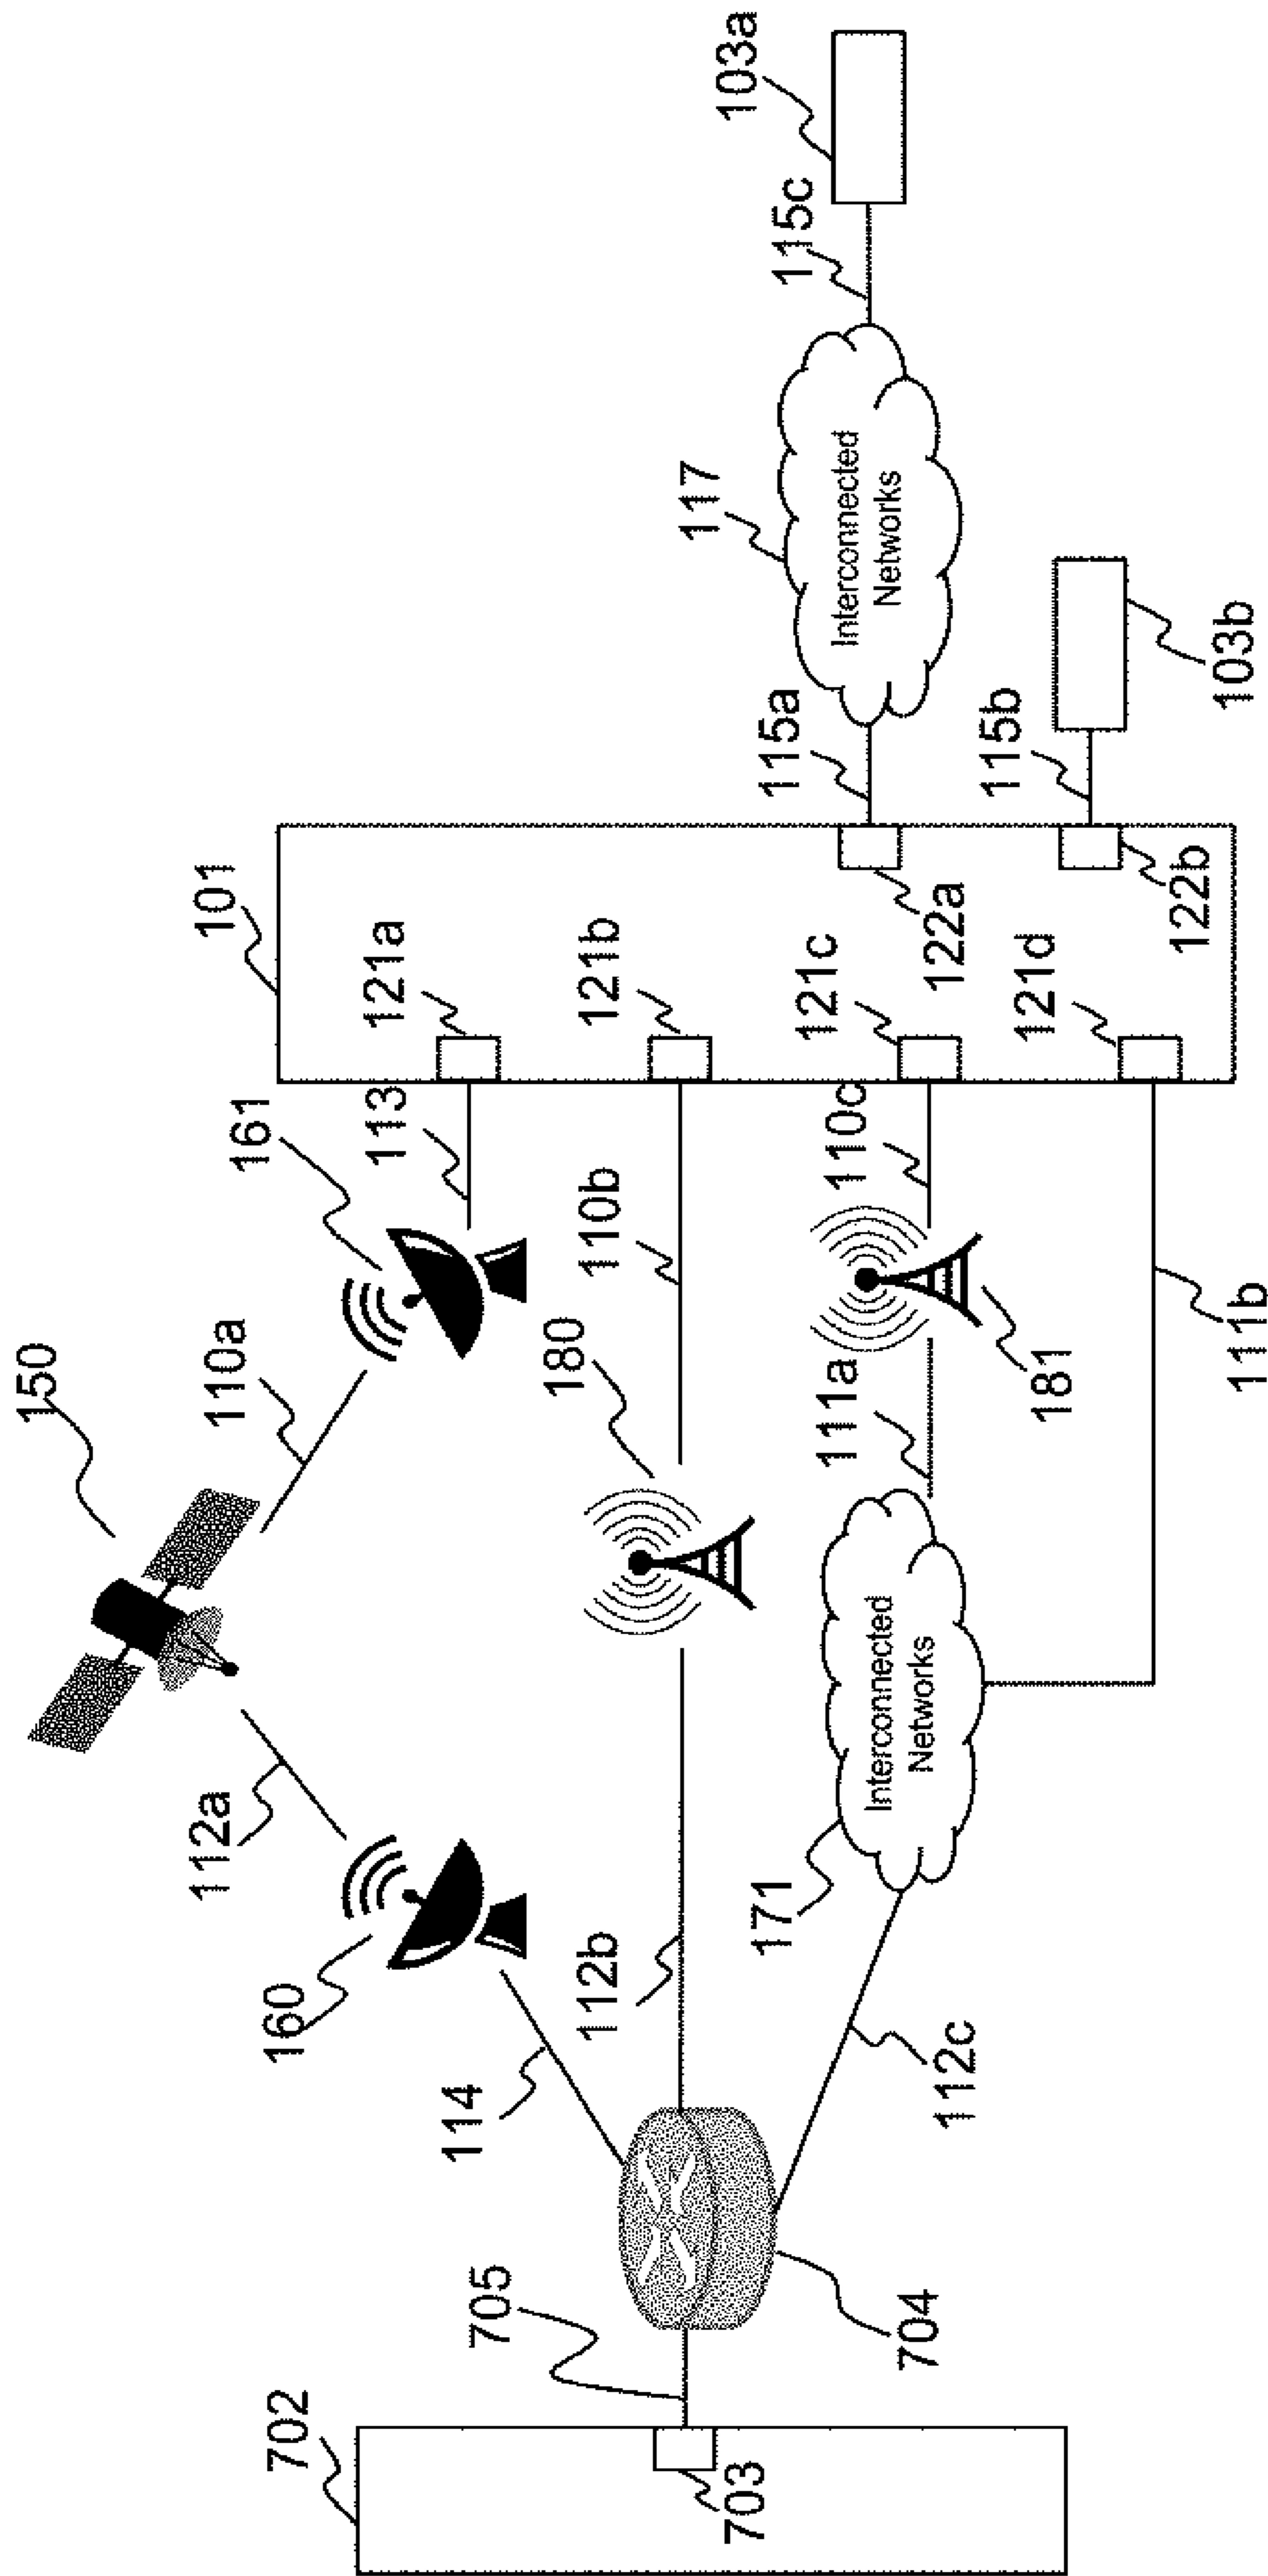 150
112a
110a
160
161
101
114
113
121a
702
705
112b
180
110b
121b
703
704
112c
171
Interconnected
Networks
111a
181
110c
121c
111b
121d
122a
122b
115a
115b
117
Interconnected
Networks
115c
103a
103b